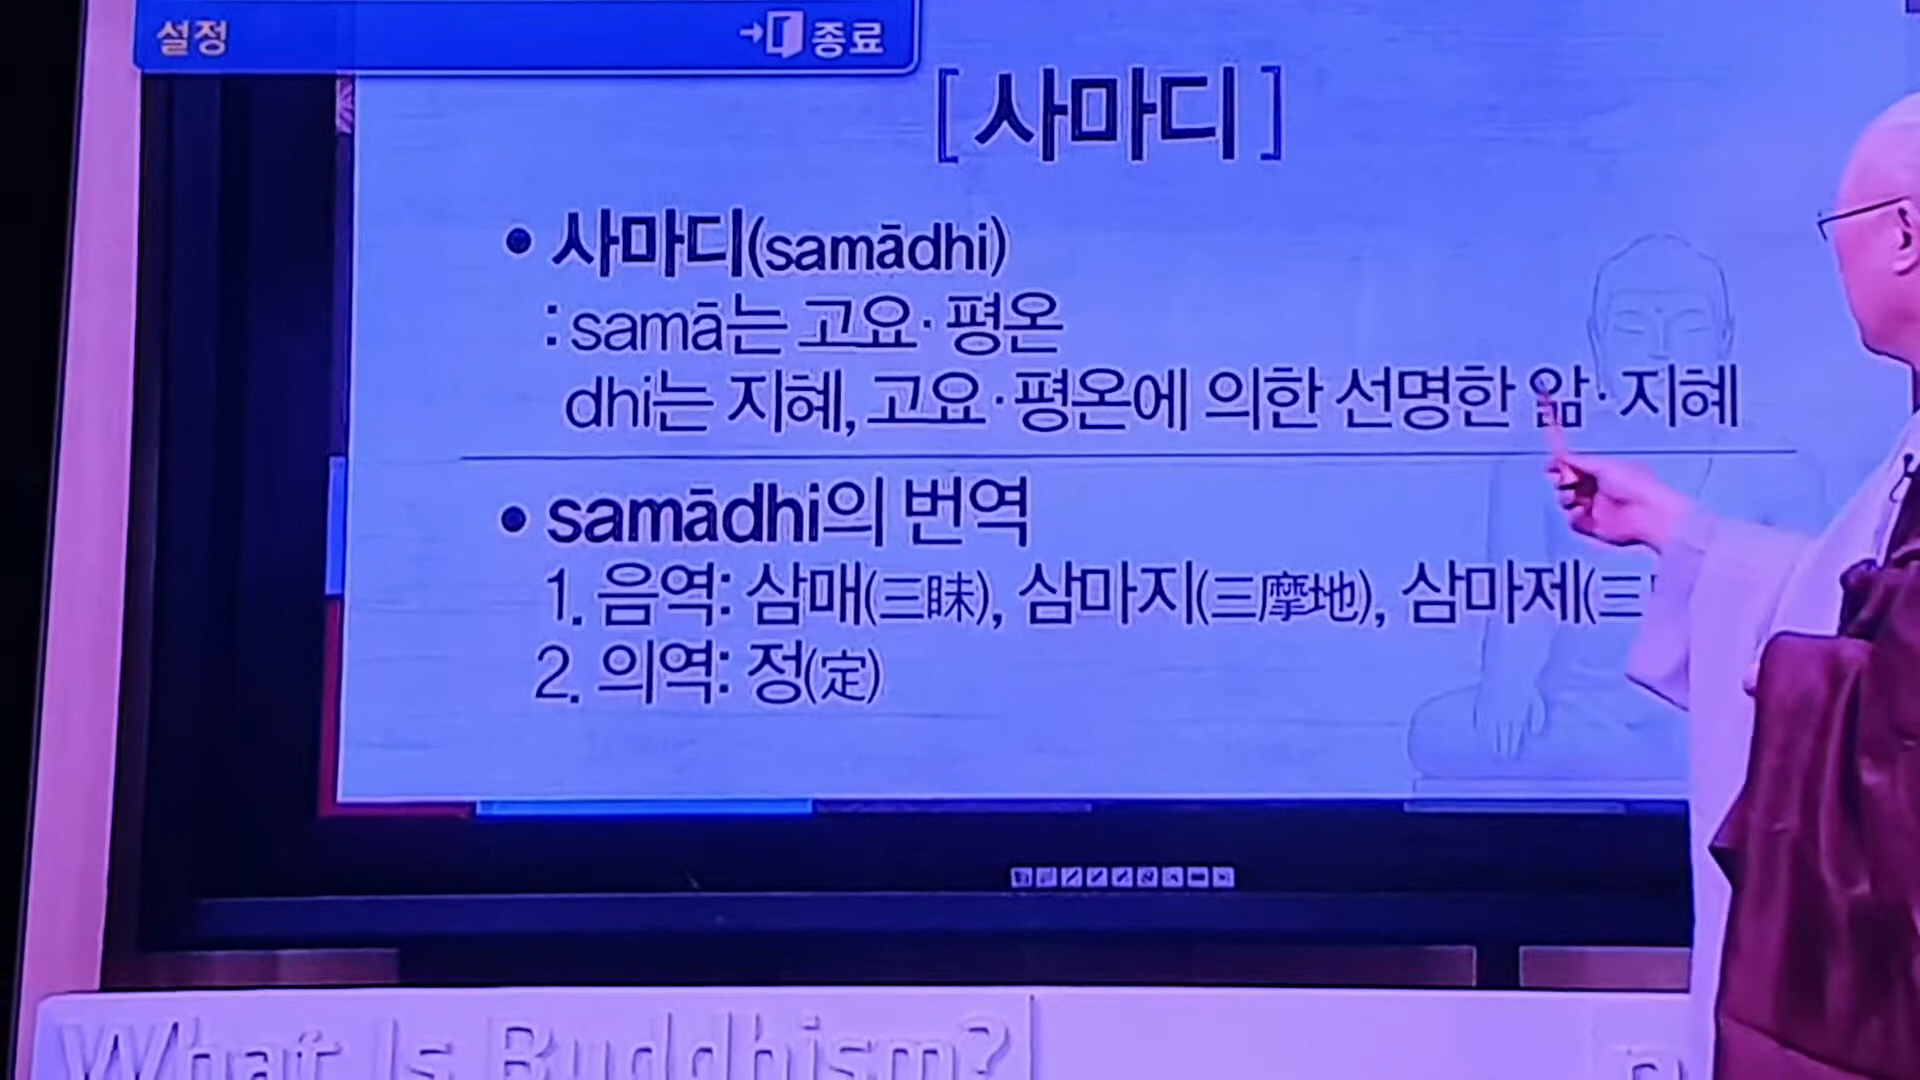 설정 종료
[사마디]
• 사마디(samādhi)
: samā는 고요·평온
dhi는 지혜, 고요·평온에 의한 선명한 앎·지혜
• samādhi의 번역
1. 음역: 삼매(三昧), 삼마지(三摩地), 삼마제(三
2. 의역: 정(定)
What Is Buddhism?